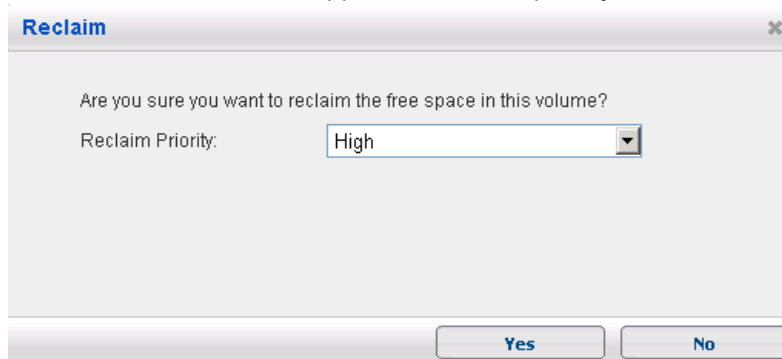 Reclaim
Are you sure you want to reclaim the free space in this volume?
Reclaim Priority: High
Yes No